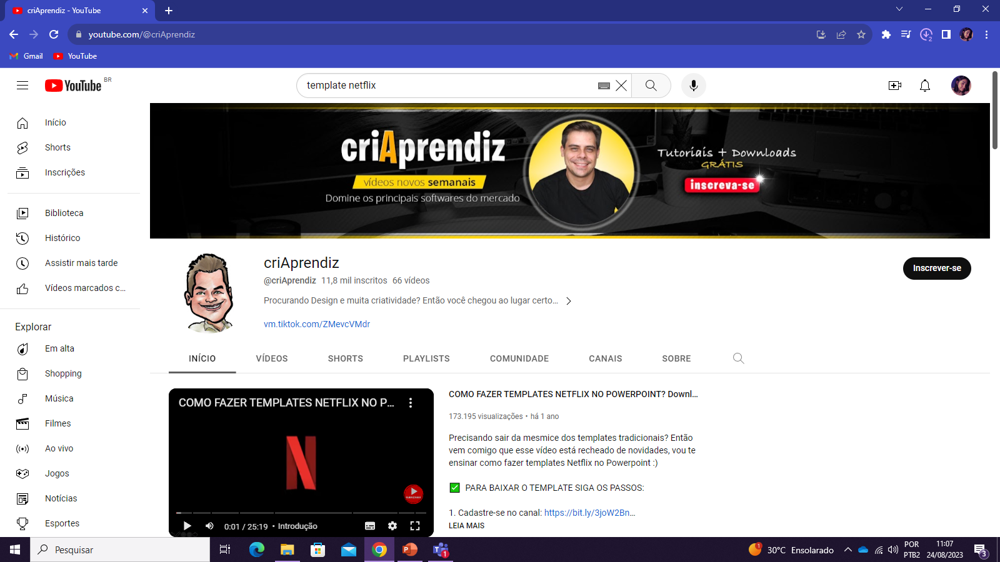 criAprendiz - YouTube
youtube.com/@criAprendiz
2
Gmail
YouTube
YouTube BR
template netflix
Início
Shorts
Inscrições
Biblioteca
Histórico
Assistir mais tarde
Vídeos marcados c...
Explorar
Em alta
Shopping
Música
Filmes
Ao vivo
Jogos
Notícias
Esportes
criAprendiz
vídeos novos semanais
Domine os principais softwares do mercado
Tutoriais + Downloads
GRÁTIS
inscreva-se
criAprendiz
@criAprendiz 11,8 mil inscritos 66 vídeos
Procurando Design e muita criatividade? Então você chegou ao lugar certo...
vm.tiktok.com/ZMevcVMdr
Inscrever-se
INÍCIO
VÍDEOS
SHORTS
PLAYLISTS
COMUNIDADE
CANAIS
SOBRE
COMO FAZER TEMPLATES NETFLIX NO P...
N
SUBSCRIBE
0:01 / 25:19 • Introdução
COMO FAZER TEMPLATES NETFLIX NO POWERPOINT? Downl...
173.195 visualizações • há 1 ano
Precisando sair da mesmice dos templates tradicionais? Então
vem comigo que esse vídeo está recheado de novidades, vou te
ensinar como fazer templates Netflix no Powerpoint :)
✅ PARA BAIXAR O TEMPLATE SIGA OS PASSOS:
1. Cadastre-se no canal: https://bit.ly/3joW2Bn...
LEIA MAIS
Pesquisar
P
T
1
1
30°C Ensolarado
POR
PTB2
11:07
24/08/2023
3